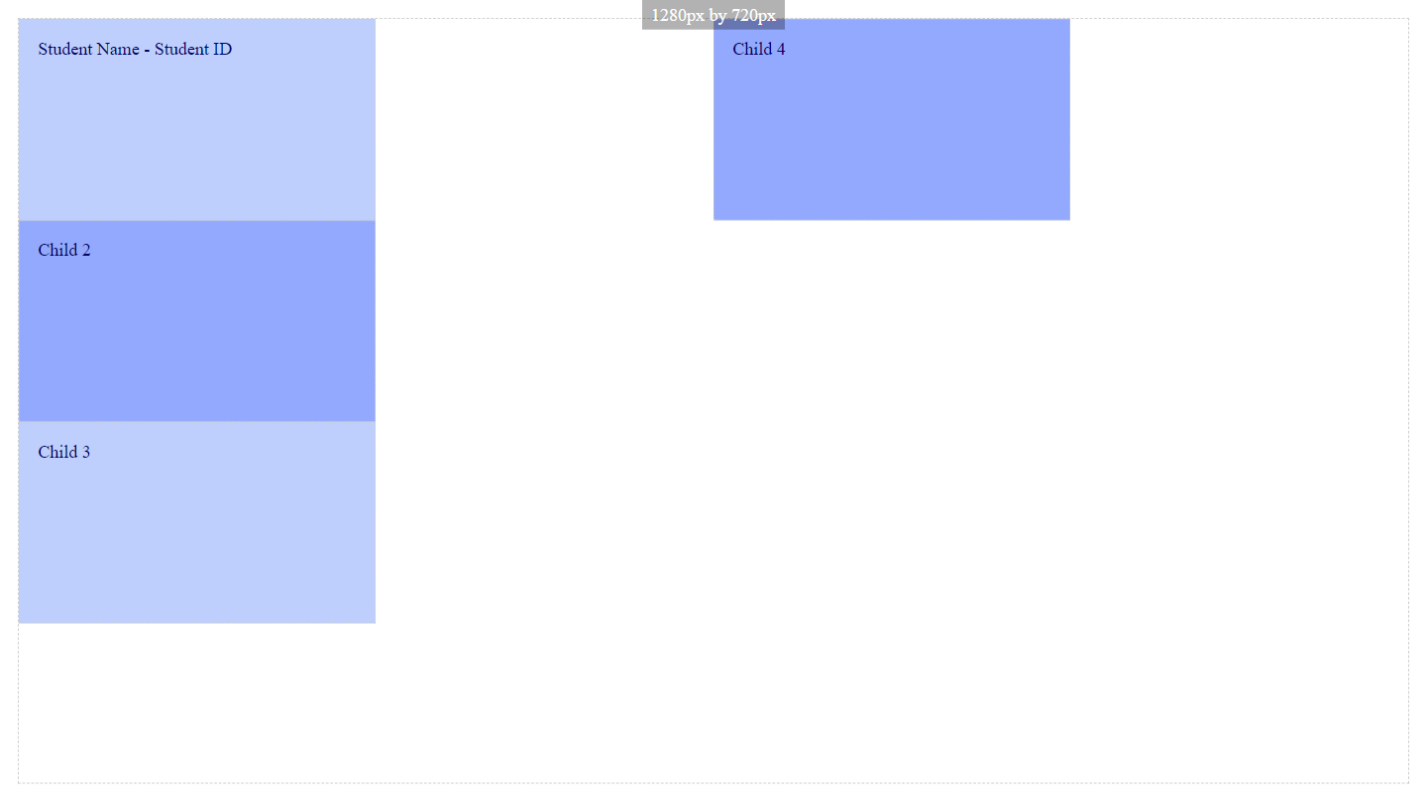 1280px by 720px
Student Name - Student ID
Child 4
Child 2
Child 3